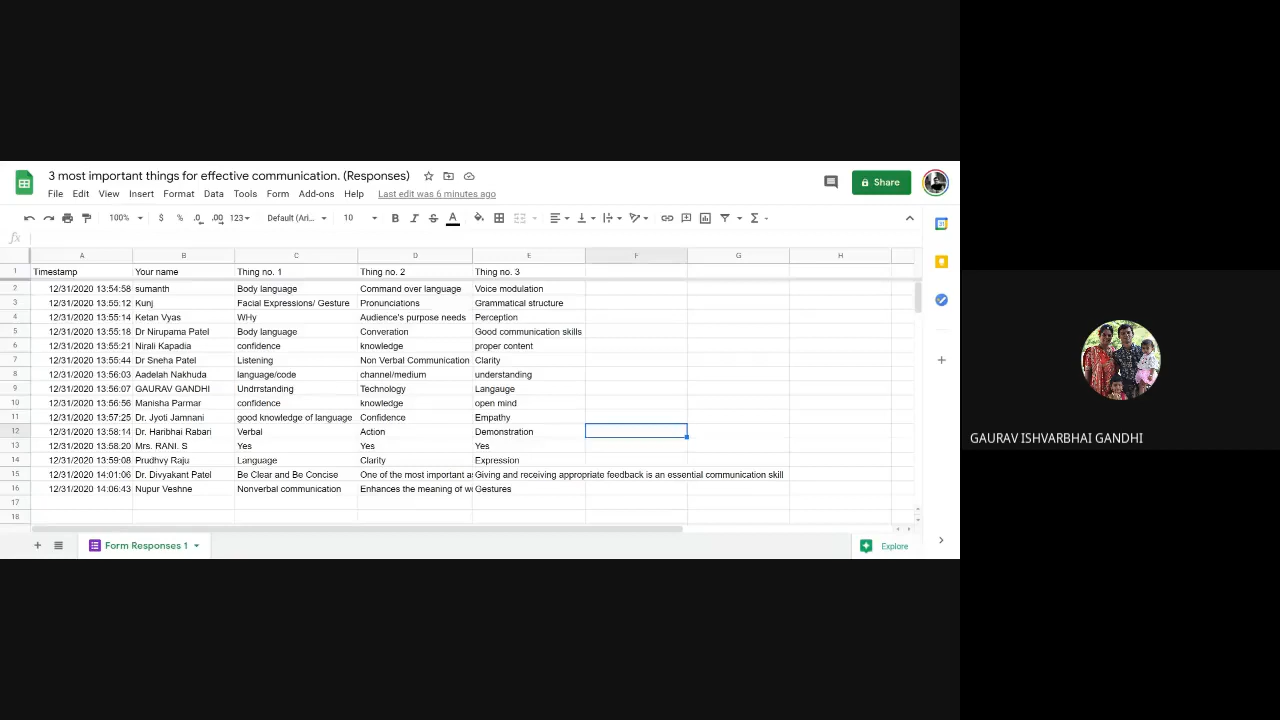 3 most important things for effective communication. (Responses)
File Edit View Insert Format Data Tools Form Add-ons Help Last edit was 6 minutes ago
Share
100% $ % .0 .00 123 Default (Ari... 10 B I S A
fx
A B C D E F G H
1 Timestamp Your name Thing no. 1 Thing no. 2 Thing no. 3
2 12/31/2020 13:54:58 sumanth Body language Command over language Voice modulation
3 12/31/2020 13:55:12 Kunj Facial Expressions/ Gesture Pronunciations Grammatical structure
4 12/31/2020 13:55:14 Ketan Vyas WHy Audience's purpose needs Perception
5 12/31/2020 13:55:18 Dr Nirupama Patel Body language Converation Good communication skills
6 12/31/2020 13:55:21 Nirali Kapadia confidence knowledge proper content
7 12/31/2020 13:55:44 Dr Sneha Patel Listening Non Verbal Communication Clarity
8 12/31/2020 13:56:03 Aadelah Nakhuda language/code channel/medium understanding
9 12/31/2020 13:56:07 GAURAV GANDHI Undrrstanding Technology Langauge
10 12/31/2020 13:56:56 Manisha Parmar confidence knowledge open mind
11 12/31/2020 13:57:25 Dr. Jyoti Jamnani good knowledge of language Confidence Empathy
12 12/31/2020 13:58:14 Dr. Haribhai Rabari Verbal Action Demonstration
13 12/31/2020 13:58:20 Mrs. RANI. S Yes Yes Yes
14 12/31/2020 13:59:08 Prudhvy Raju Language Clarity Expression
15 12/31/2020 14:01:06 Dr. Divyakant Patel Be Clear and Be Concise One of the most important a Giving and receiving appropriate feedback is an essential communication skill
16 12/31/2020 14:06:43 Nupur Veshne Nonverbal communication Enhances the meaning of w Gestures
17
18
Form Responses 1
Explore
GAURAV ISHVARBHAI GANDHI